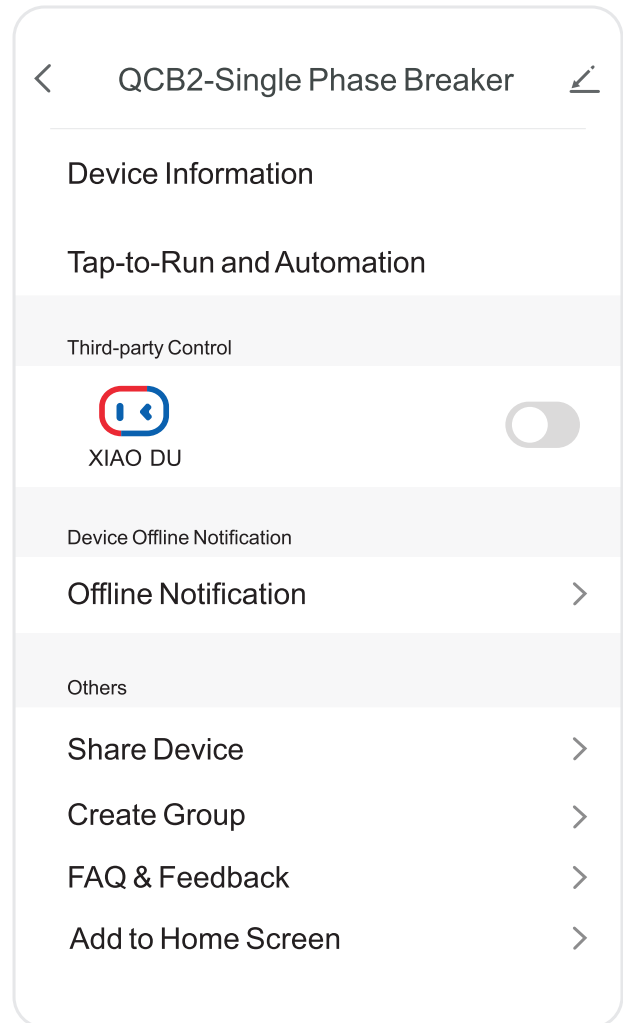 QCB2-Single Phase Breaker
Device Information
Tap-to-Run and Automation
Third-party Control
XIAO DU
Device Offline Notification
Offline Notification
Others
Share Device
Create Group
FAQ & Feedback
Add to Home Screen